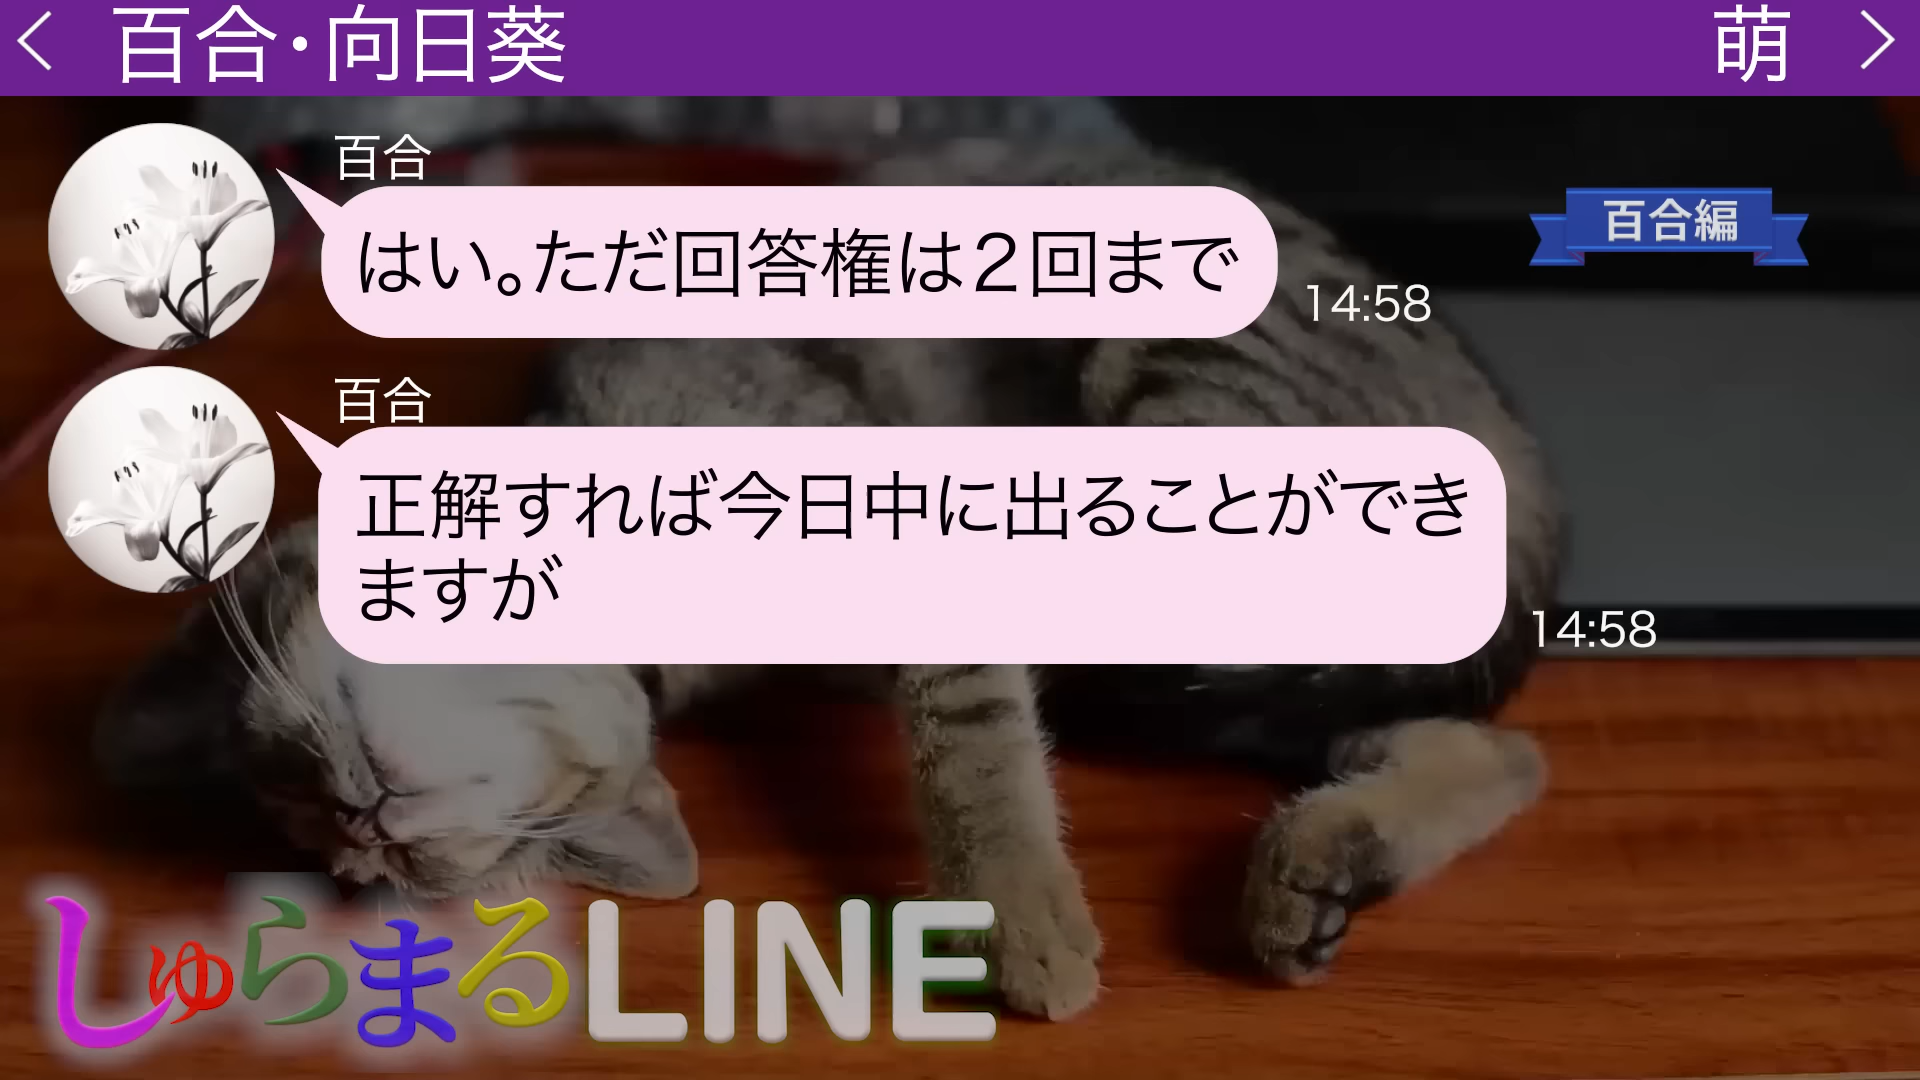 百合・向日葵
萌
百合
はい。ただ回答権は２回まで
14:58
百合編
百合
正解すれば今日中に出ることができ
ますが
14:58
しゅらまるLINE